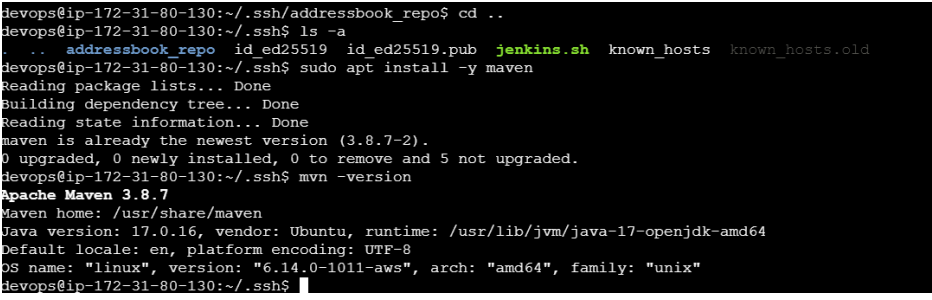 devops@ip-172-31-80-130:~/.ssh/addressbook_repo$ cd ..
devops@ip-172-31-80-130:~/.ssh$ ls -a
.  ..  addressbook_repo  id_ed25519  id_ed25519.pub  jenkins.sh  known_hosts  known_hosts.old
devops@ip-172-31-80-130:~/.ssh$ sudo apt install -y maven
Reading package lists... Done
Building dependency tree... Done
Reading state information... Done
maven is already the newest version (3.8.7-2).
0 upgraded, 0 newly installed, 0 to remove and 5 not upgraded.
devops@ip-172-31-80-130:~/.ssh$ mvn -version
Apache Maven 3.8.7
Maven home: /usr/share/maven
Java version: 17.0.16, vendor: Ubuntu, runtime: /usr/lib/jvm/java-17-openjdk-amd64
Default locale: en, platform encoding: UTF-8
OS name: "linux", version: "6.14.0-1011-aws", arch: "amd64", family: "unix"
devops@ip-172-31-80-130:~/.ssh$